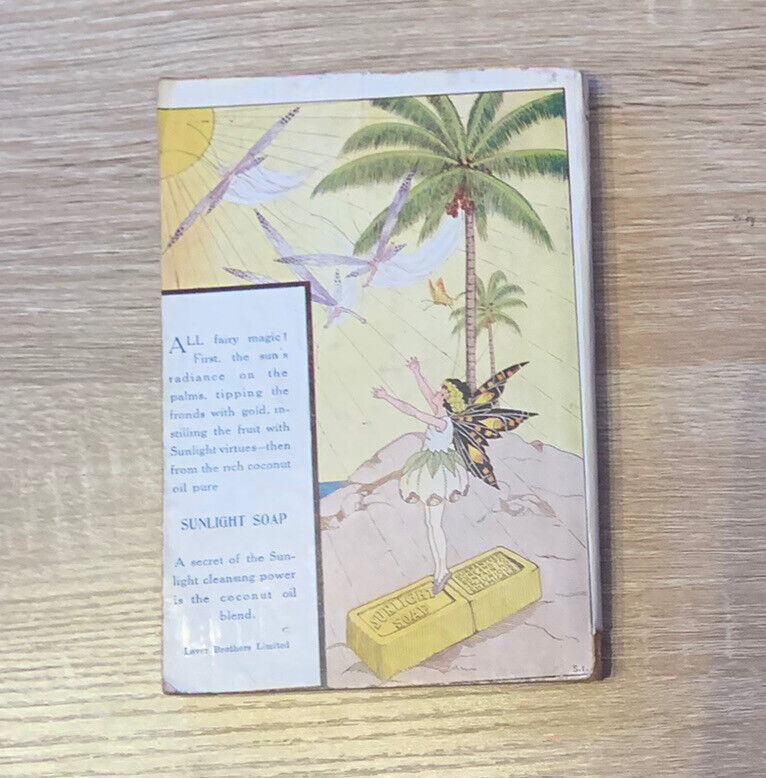 ALL fairy magic!
First, the sun's
radiance on the
palms, tipping the
fronds with gold, in-
stilling the fruit with
Sunlight virtues—then
from the rich coconut
oil pure
SUNLIGHT SOAP
A secret of the Sun-
light cleansing power
is the coconut oil
blend.
Lever Brothers Limited
SUNLIGHT
SOAP
S.1.